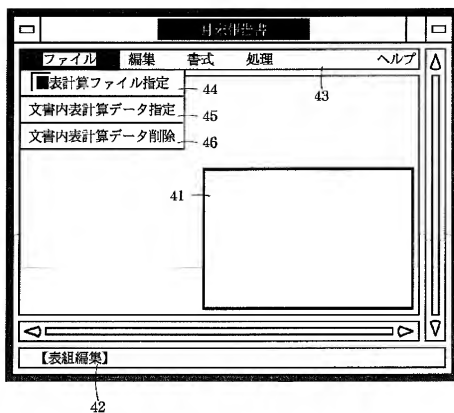 ファイル 編集 書式 処理 ヘルプ
43
表計算ファイル指定 44
文書内表計算データ指定 45
文書内表計算データ削除 46
41
【表組編集】
42